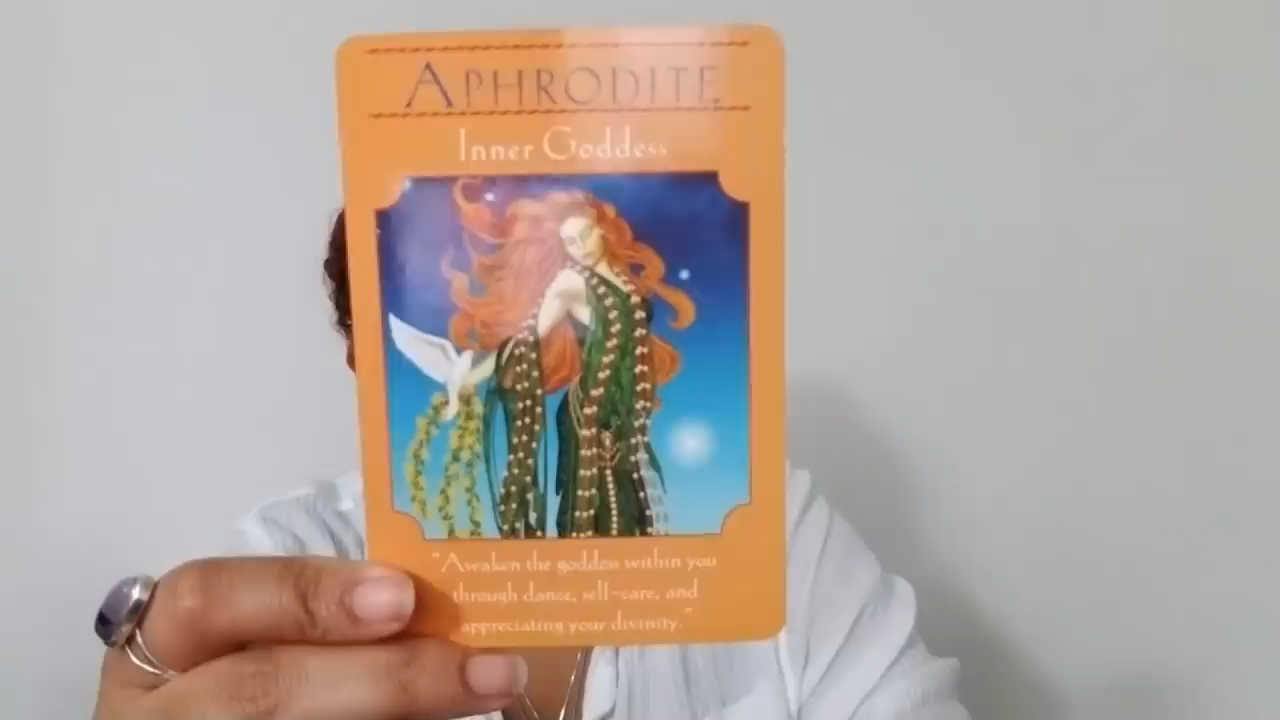 APHRODITE
Inner Goddess
"Awaken the goddess within you
through dance, self-care, and
appreciating your divinity."